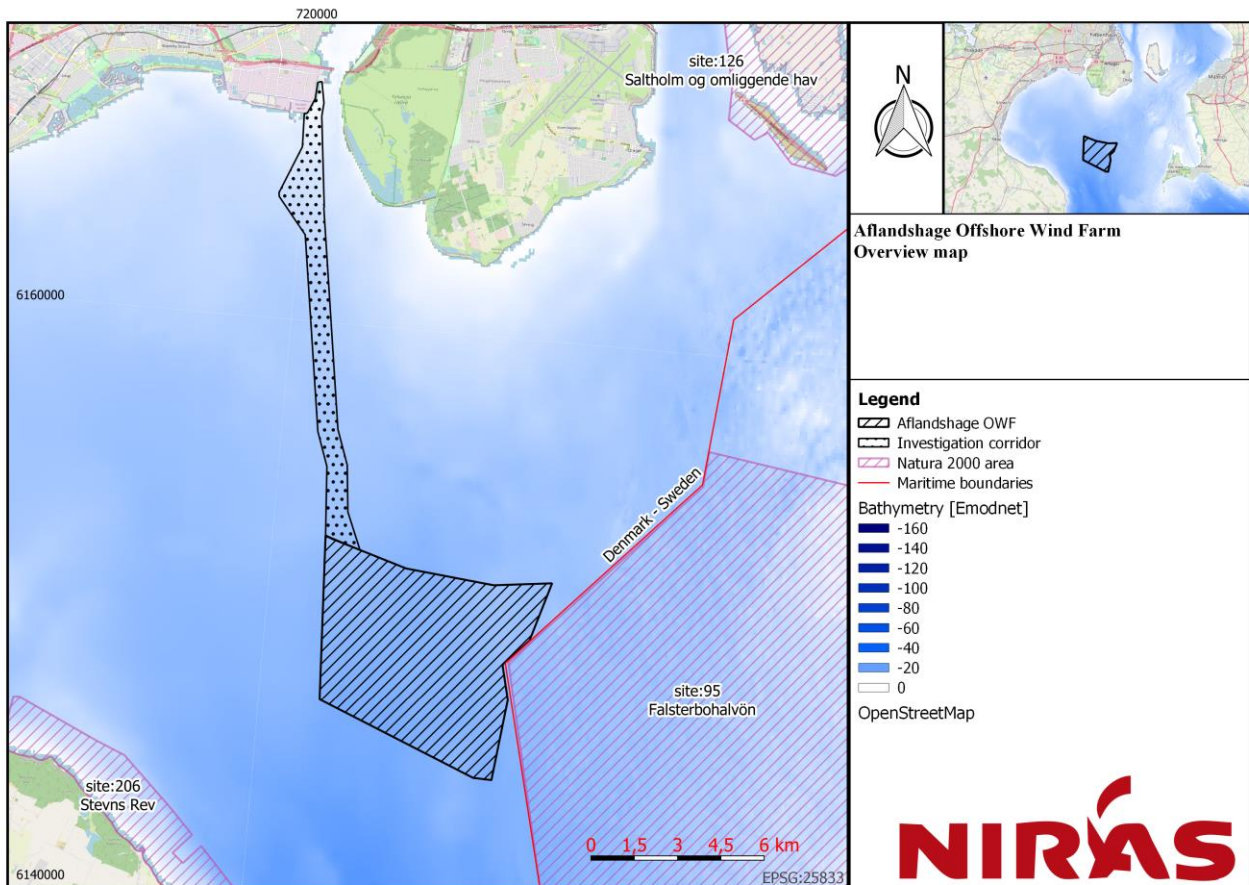 720000
site:126
Saltholm og omliggende hav
N
6160000
Aflandshage Offshore Wind Farm
Overview map
Legend
Aflandshage OWF
Investigation corridor
Natura 2000 area
Maritime boundaries
Bathymetry [Emodnet]
-160
-140
-120
-100
-80
-60
-40
-20
0
OpenStreetMap
Denmark - Sweden
site:95
Falsterbohalvön
site:206
Stevns Rev
0 1,5 3 4,5 6 km
6140000
EPSG:25833
NIRAS